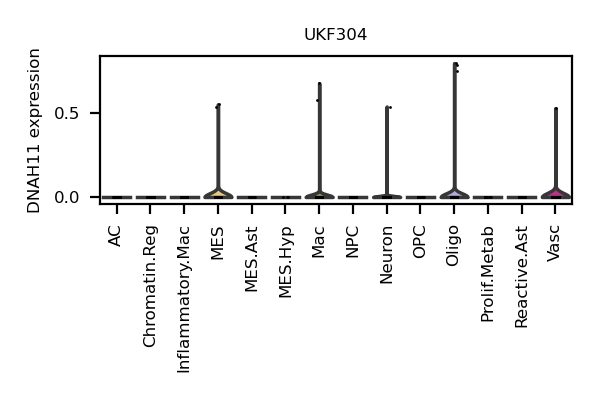 UKF304
DNAH11 expression
0.5
0.0
AC
Chromatin.Reg
Inflammatory.Mac
MES
MES.Ast
MES.Hyp
Mac
NPC
Neuron
OPC
Oligo
Prolif.Metab
Reactive.Ast
Vasc